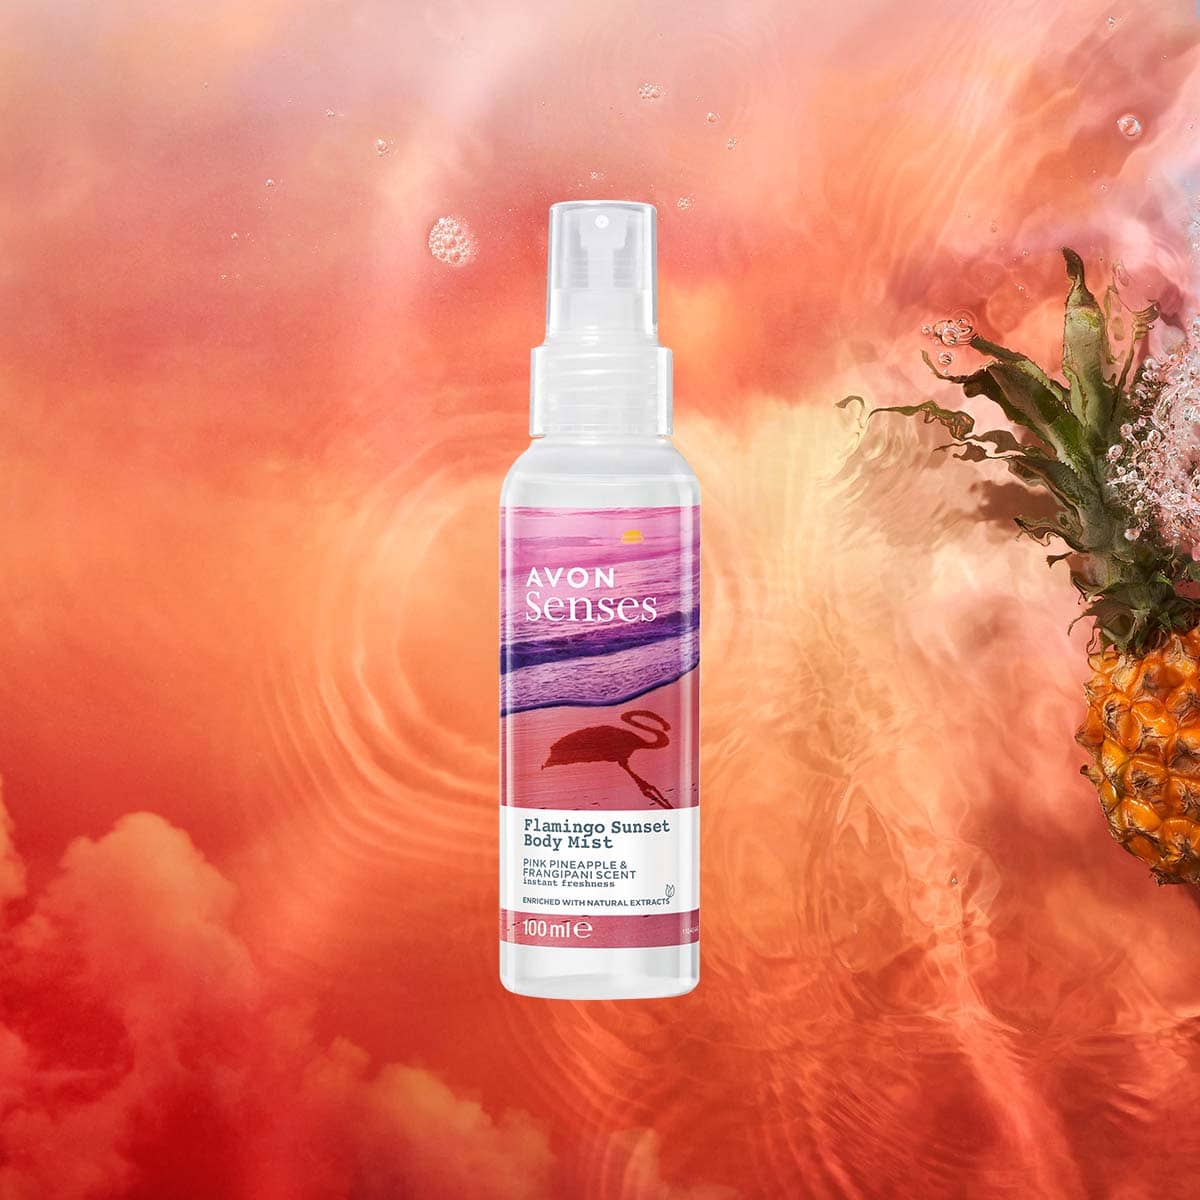 AVON
Senses
Flamingo Sunset
Body Mist
PINK PINEAPPLE &
FRANGIPANI SCENT
instant freshness
ENRICHED WITH NATURAL EXTRACTS
100 ml ℮